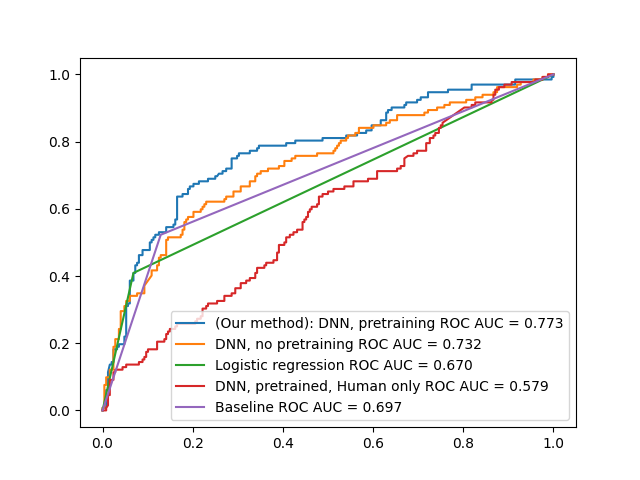 1.0
0.8
0.6
0.4
0.2
0.0
(Our method): DNN, pretraining ROC AUC = 0.773
DNN, no pretraining ROC AUC = 0.732
Logistic regression ROC AUC = 0.670
DNN, pretrained, Human only ROC AUC = 0.579
Baseline ROC AUC = 0.697
0.0 0.2 0.4 0.6 0.8 1.0